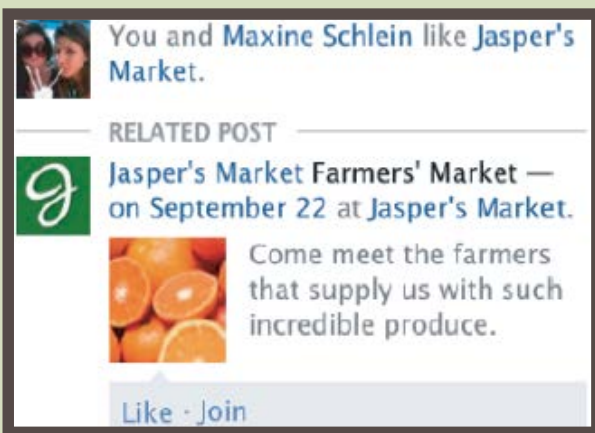 You and Maxine Schlein like Jasper's
Market.
RELATED POST
Jasper's Market Farmers' Market —
on September 22 at Jasper's Market.
Come meet the farmers
that supply us with such
incredible produce.
Like · Join